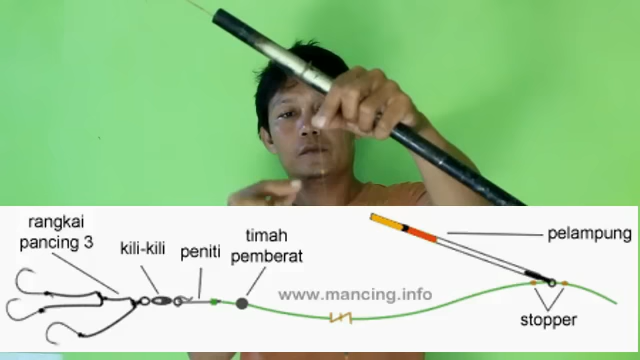 rangkai
pancing 3
kili-kili
peniti
timah
pemberat
pelampung
www.mancing.info
stopper